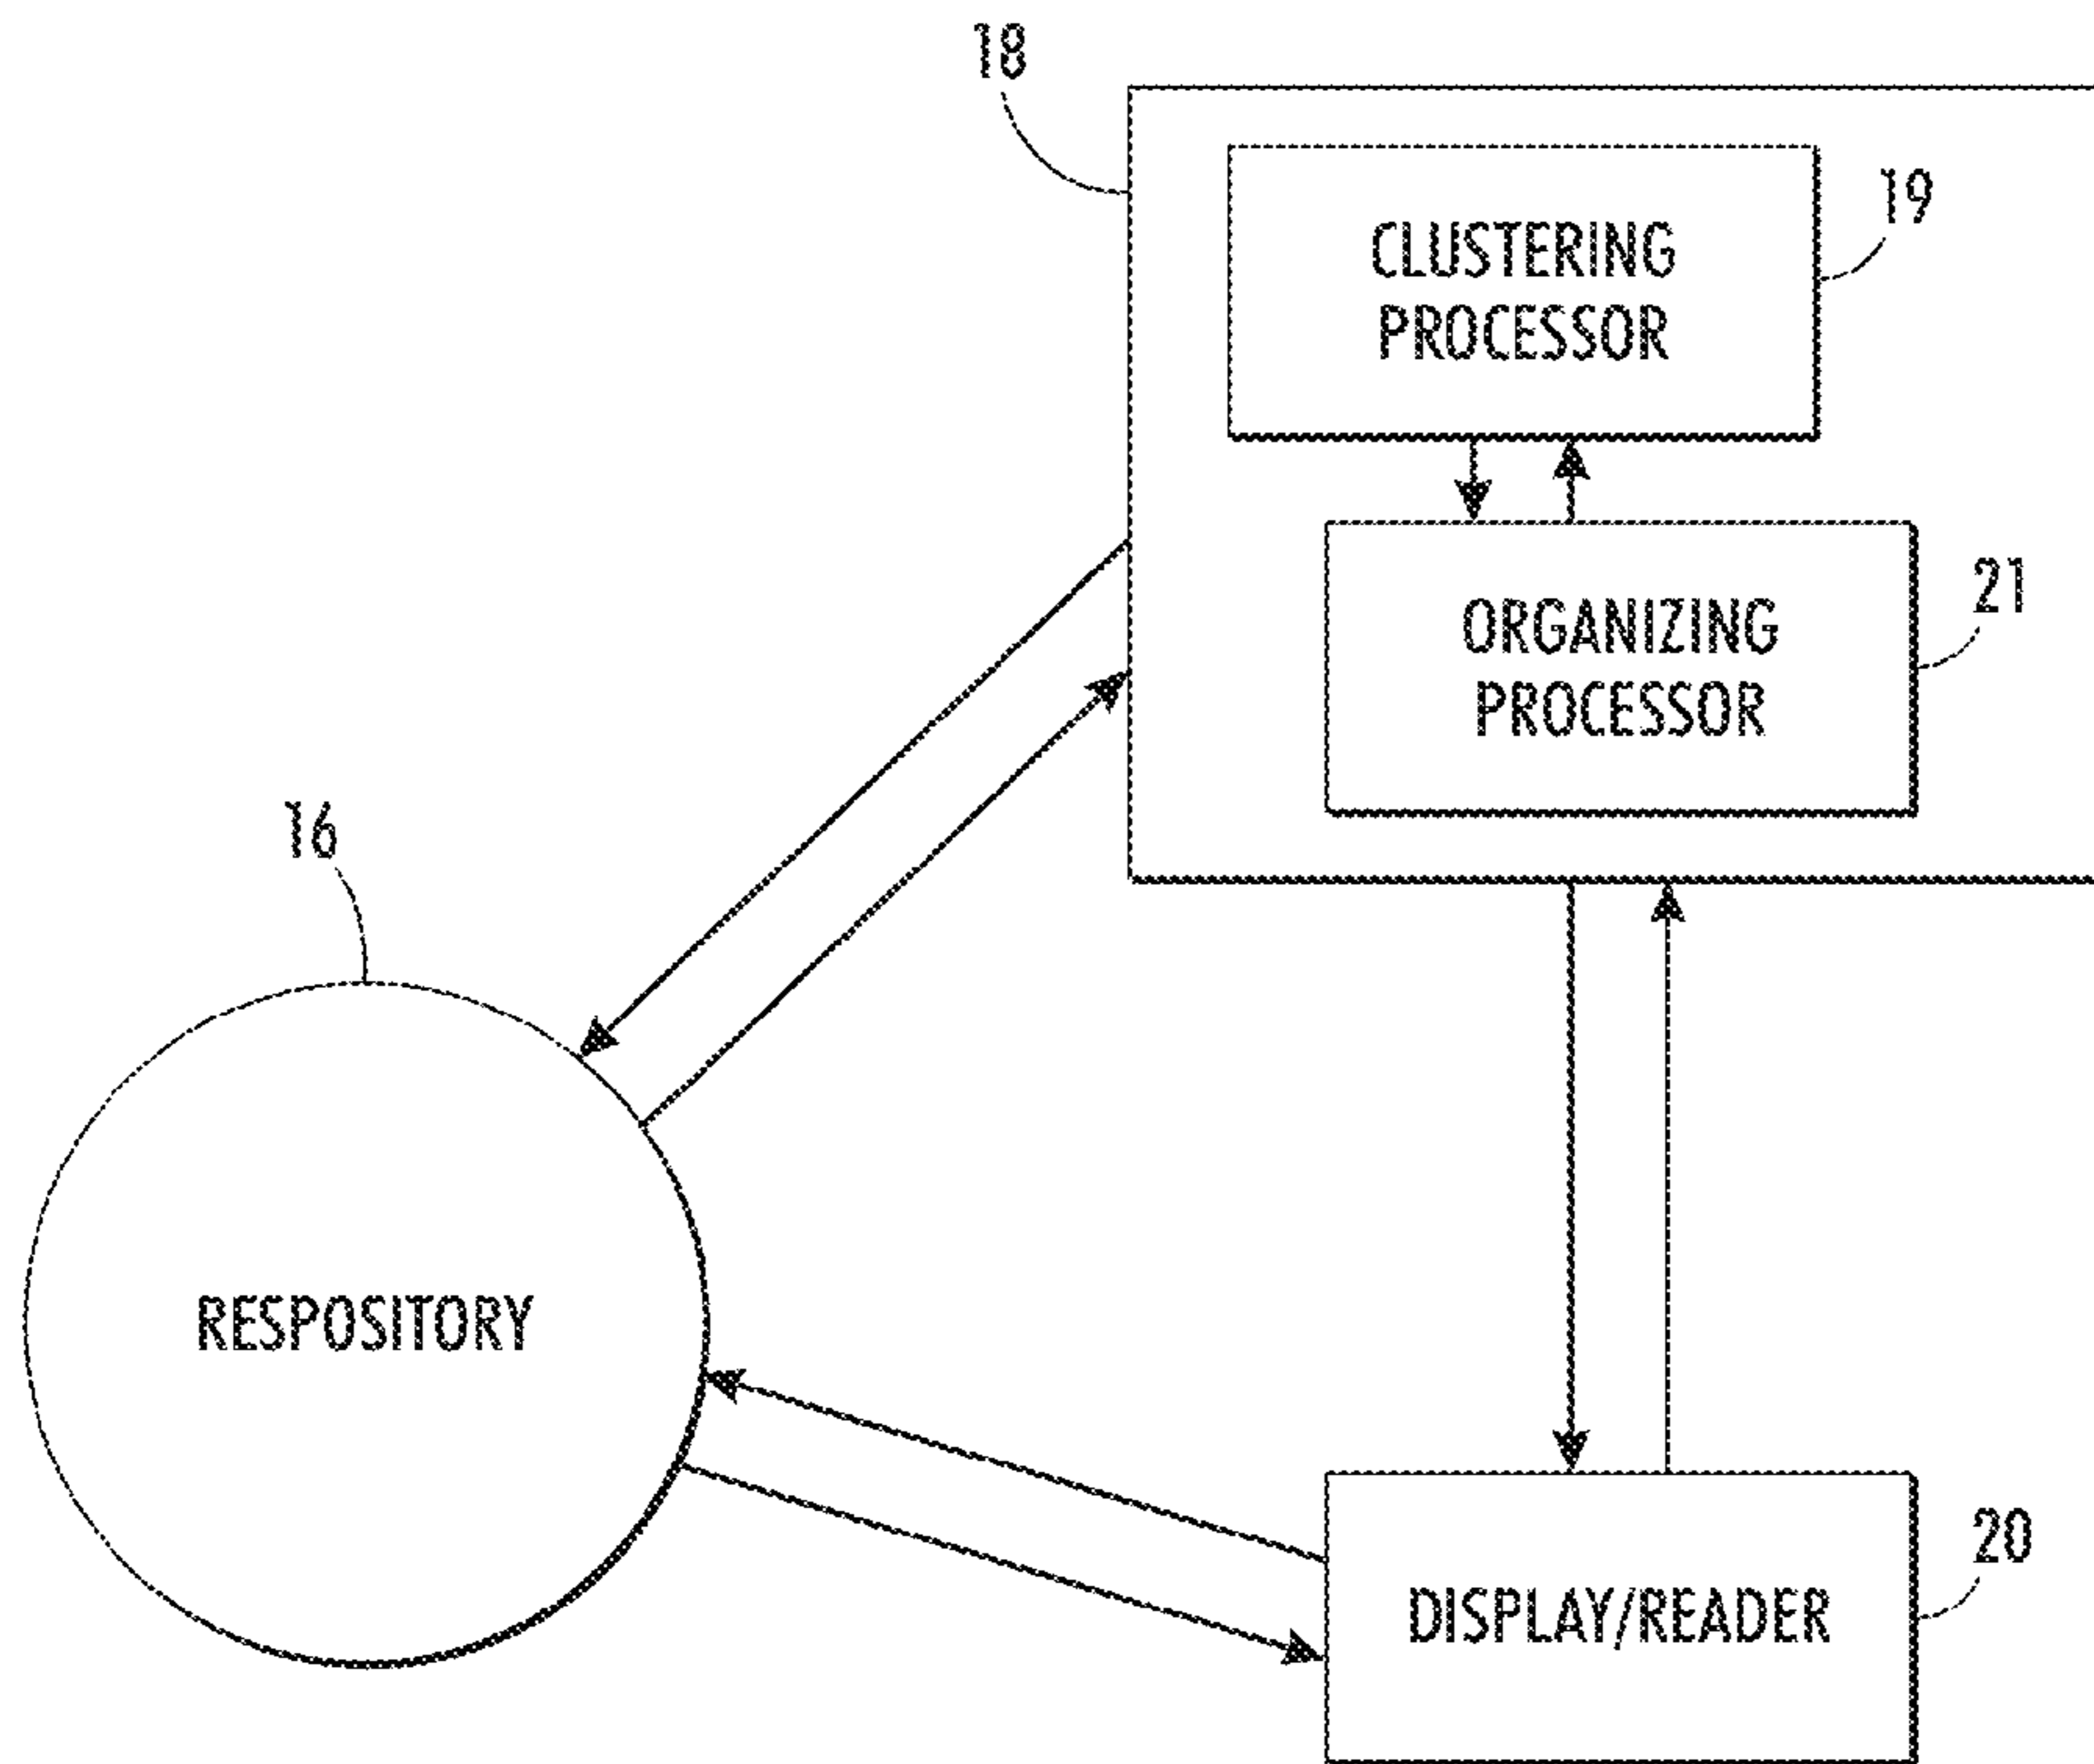 18
CLUSTERING
PROCESSOR
19
ORGANIZING
PROCESSOR
21
16
RESPOSITORY
DISPLAY/READER
20